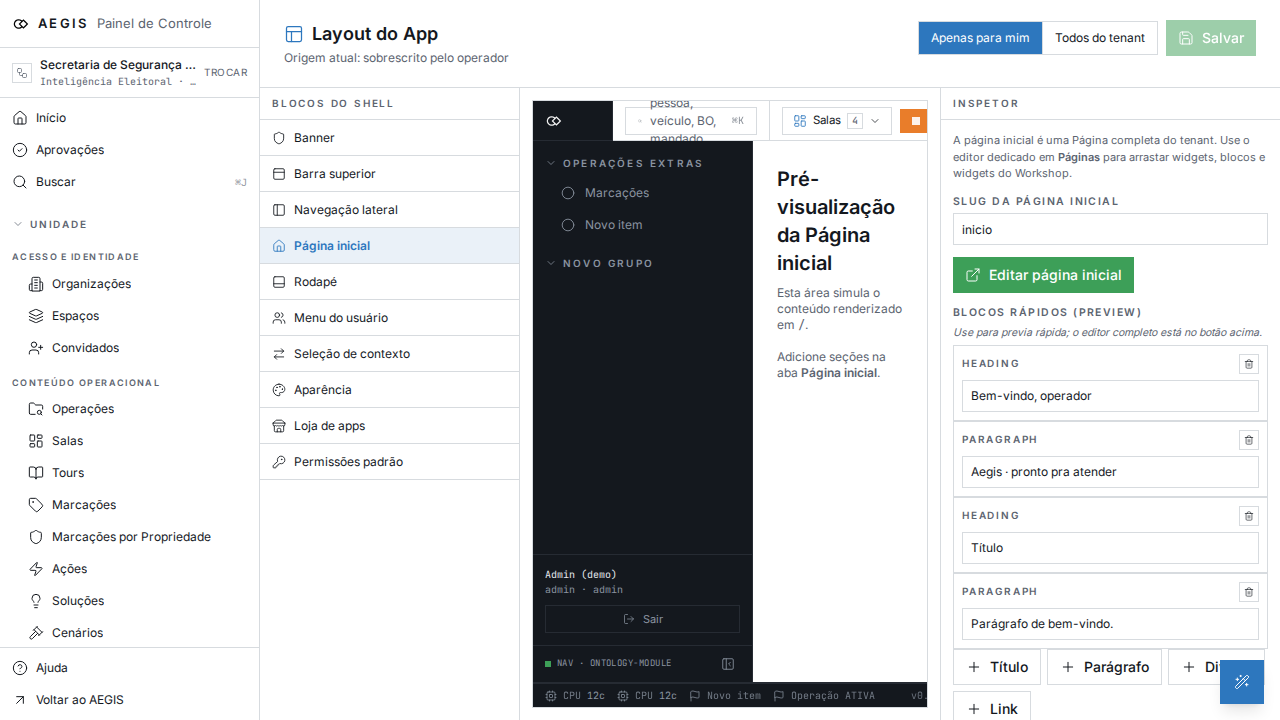 AEGIS Painel de Controle
Secretaria de Segurança ...
Inteligência Eleitoral · …
TROCAR
Início
Aprovações
Buscar
⌘J
UNIDADE
ACESSO E IDENTIDADE
Organizações
Espaços
Convidados
CONTEÚDO OPERACIONAL
Operações
Salas
Tours
Marcações
Marcações por Propriedade
Ações
Soluções
Cenários
Ajuda
Voltar ao AEGIS
Layout do App
Origem atual: sobrescrito pelo operador
Apenas para mim
Todos do tenant
Salvar
BLOCOS DO SHELL
Banner
Barra superior
Navegação lateral
Página inicial
Rodapé
Menu do usuário
Seleção de contexto
Aparência
Loja de apps
Permissões padrão
pessoa,
veículo, BO,
mandado
⌘K
Salas 4
OPERAÇÕES EXTRAS
Marcações
Novo item
NOVO GRUPO
Admin (demo)
admin · admin
Sair
NAV · ONTOLOGY-MODULE
Pré-
visualização
da Página
inicial
Esta área simula o
conteúdo renderizado
em /.
Adicione seções na
aba Página inicial.
CPU 12c
CPU 12c
Novo item
Operação ATIVA
INSPETOR
A página inicial é uma Página completa do tenant. Use o
editor dedicado em Páginas para arrastar widgets, blocos e
widgets do Workshop.
SLUG DA PÁGINA INICIAL
inicio
Editar página inicial
BLOCOS RÁPIDOS (PREVIEW)
Use para previa rápida; o editor completo está no botão acima.
HEADING
Bem-vindo, operador
PARAGRAPH
Aegis · pronto pra atender
HEADING
Título
PARAGRAPH
Parágrafo de bem-vindo.
Título
Parágrafo
Link